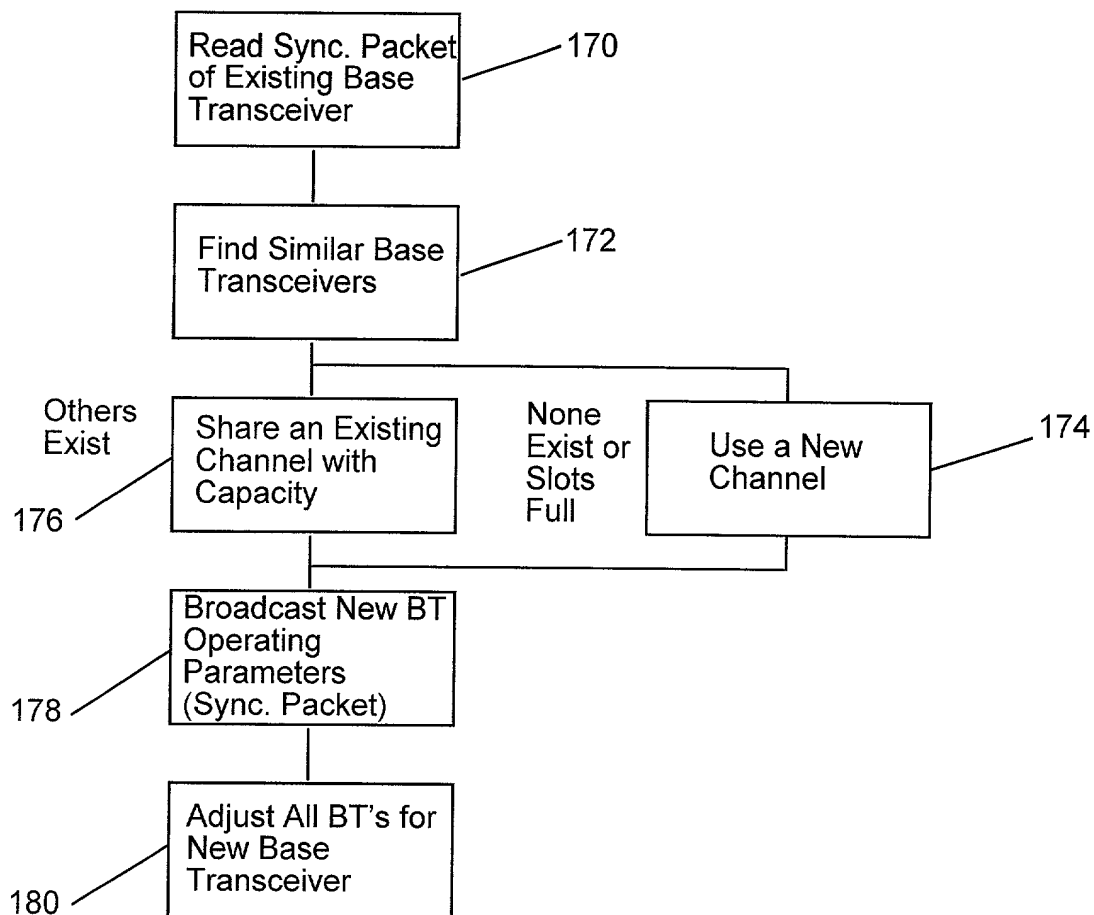 Read Sync. Packet
of Existing Base
Transceiver
170
Find Similar Base
Transceivers
172
Others
Exist
Share an Existing
Channel with
Capacity
176
None
Exist or
Slots
Full
Use a New
Channel
174
Broadcast New BT
Operating
Parameters
(Sync. Packet)
178
Adjust All BT's for
New Base
Transceiver
180